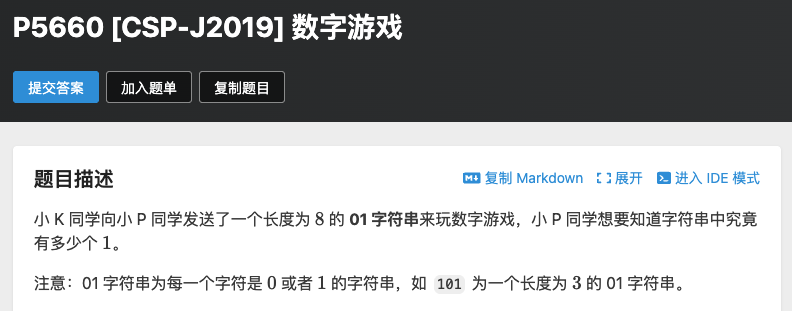 P5660 [CSP-J2019] 数字游戏
提交答案 加入题单 复制题目
题目描述 复制 Markdown 展开 进入 IDE 模式
小 K 同学向小 P 同学发送了一个长度为 8 的 01 字符串来玩数字游戏，小 P 同学想要知道字符串中究竟
有多少个 1。
注意：01 字符串为每一个字符是 0 或者 1 的字符串，如 101 为一个长度为 3 的 01 字符串。